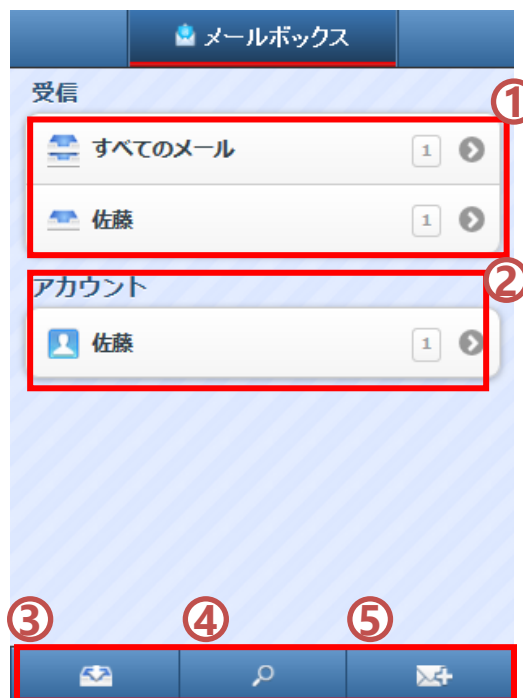 メールボックス
受信
①
すべてのメール 1
佐藤 1
②
アカウント
佐藤 1
③ ④ ⑤